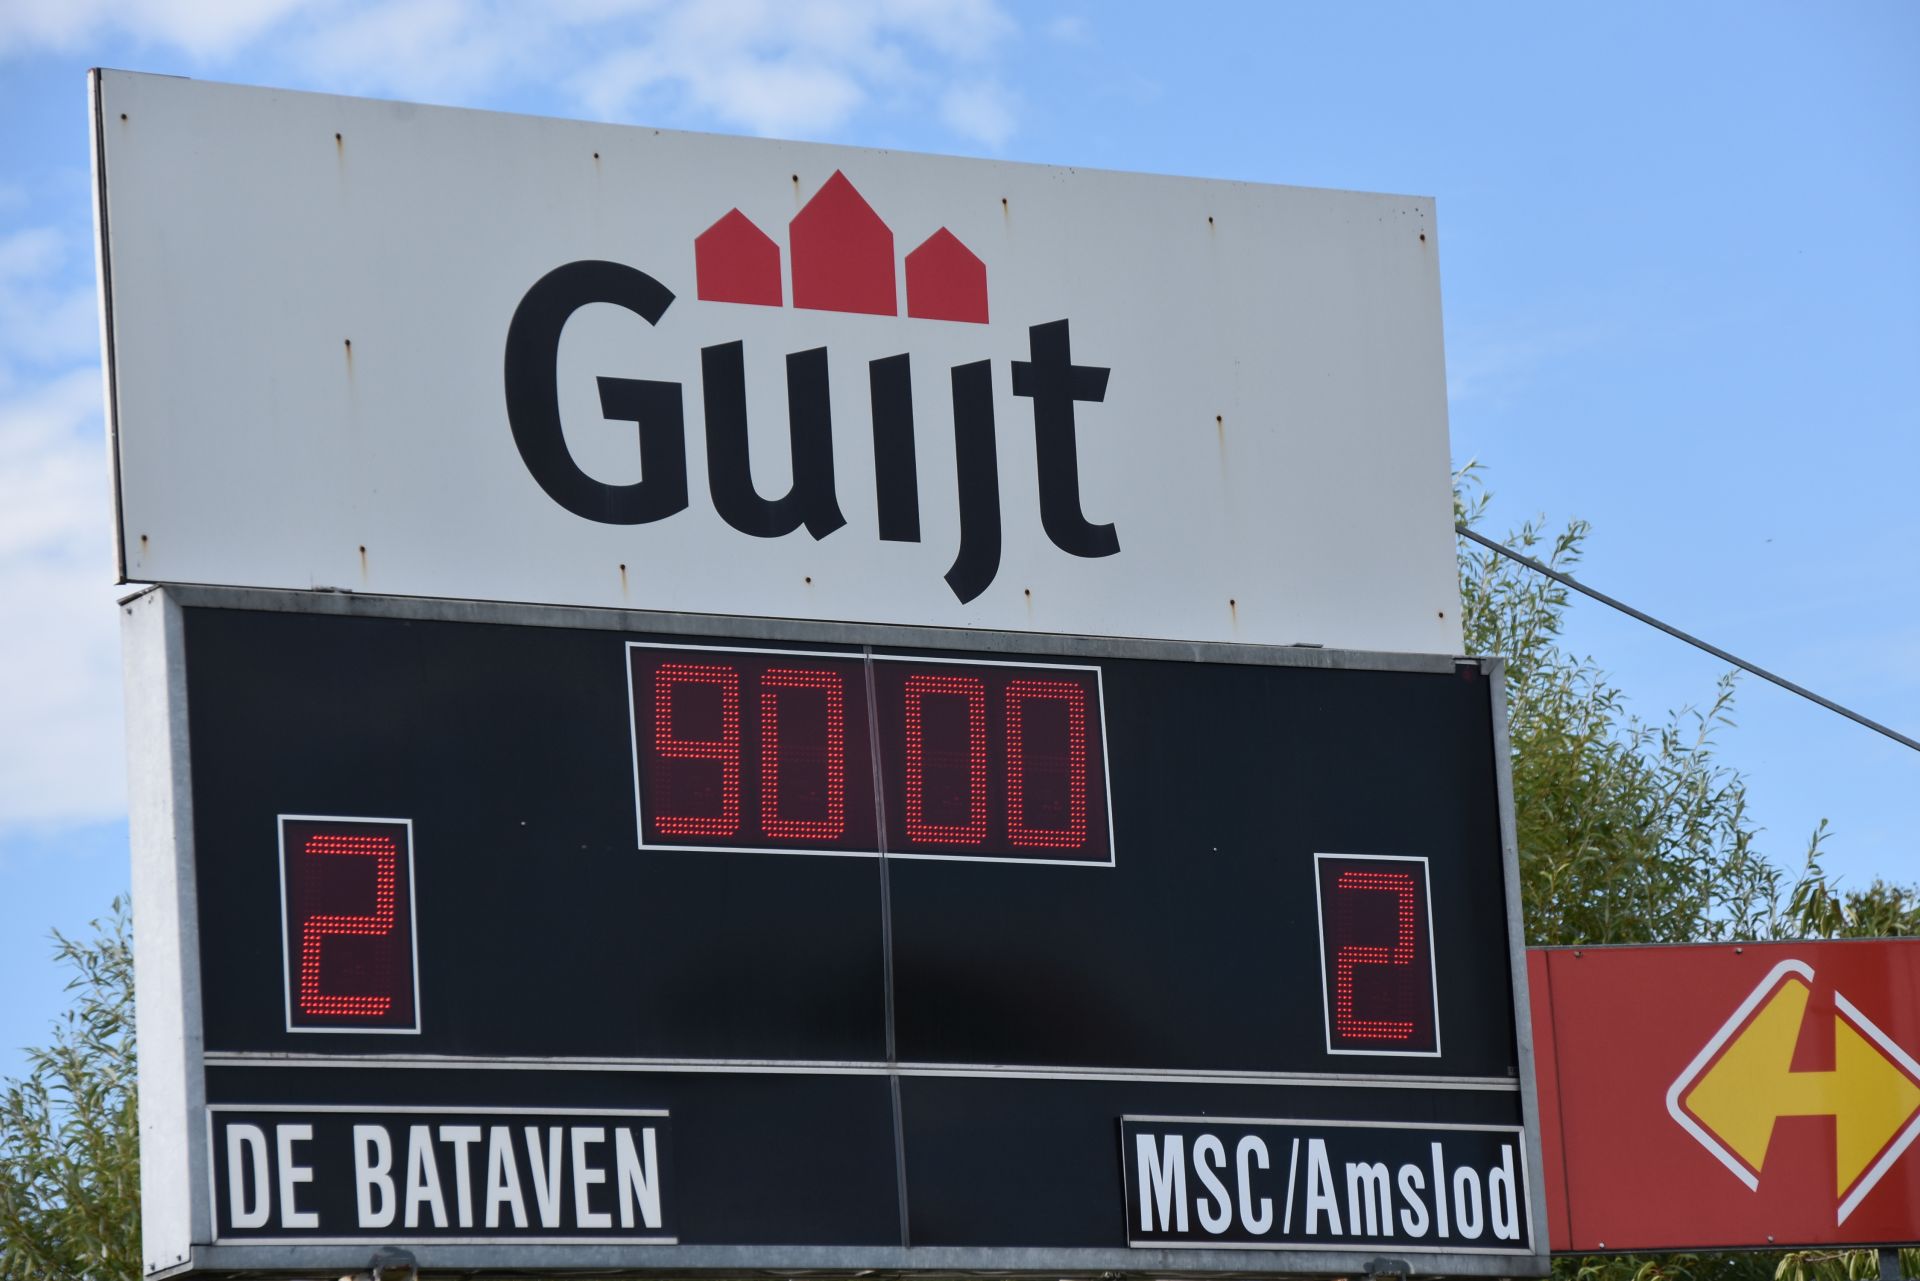 Guijt
90 00
2 2
DE BATAVEN MSC/Amslod
H